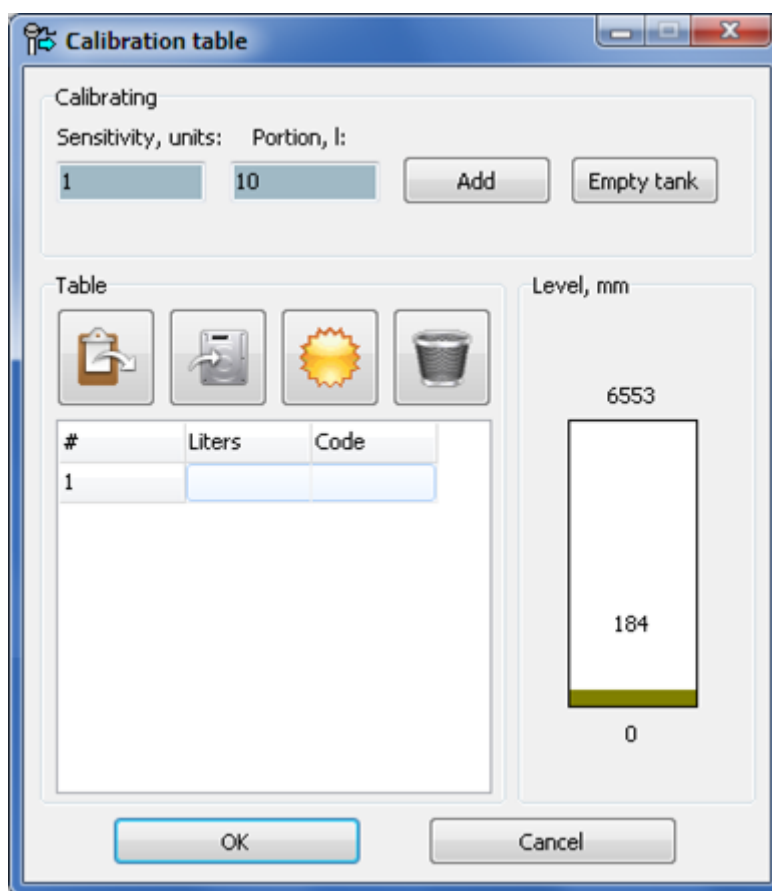 Calibration table
Calibrating
Sensitivity, units: Portion, l:
1 10 Add Empty tank
Table
Level, mm
6553
# Liters Code
1
184
0
OK Cancel